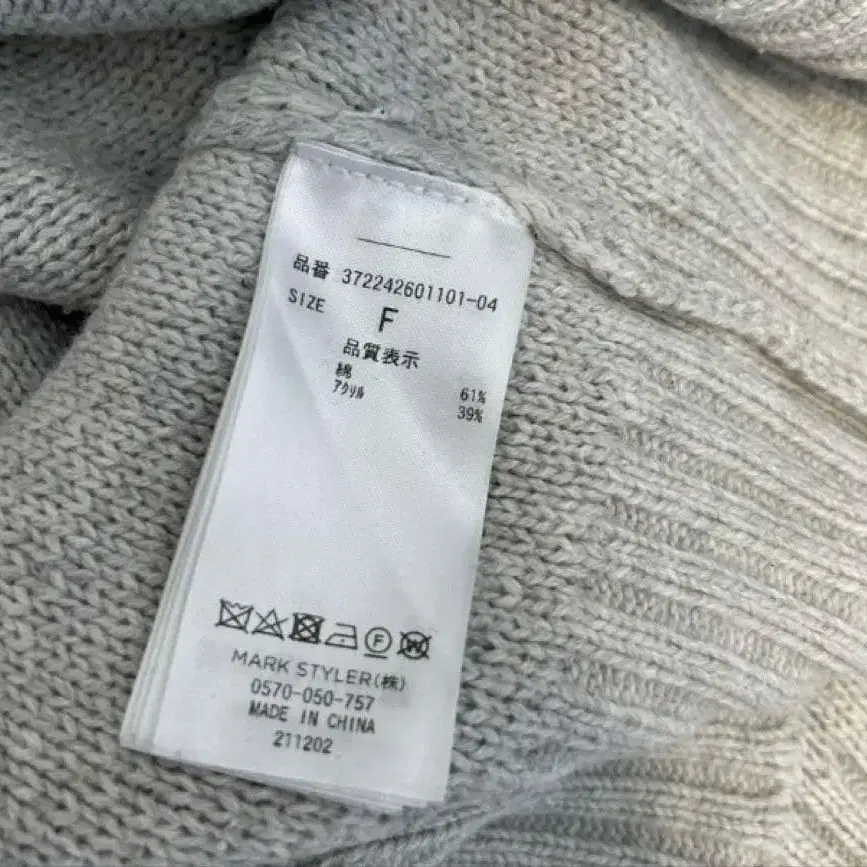 品番 372242601101-04
SIZE F
品質表示
綿 61%
アクリル 39%
F W
MARK STYLER(株)
0570-050-757
MADE IN CHINA
211202